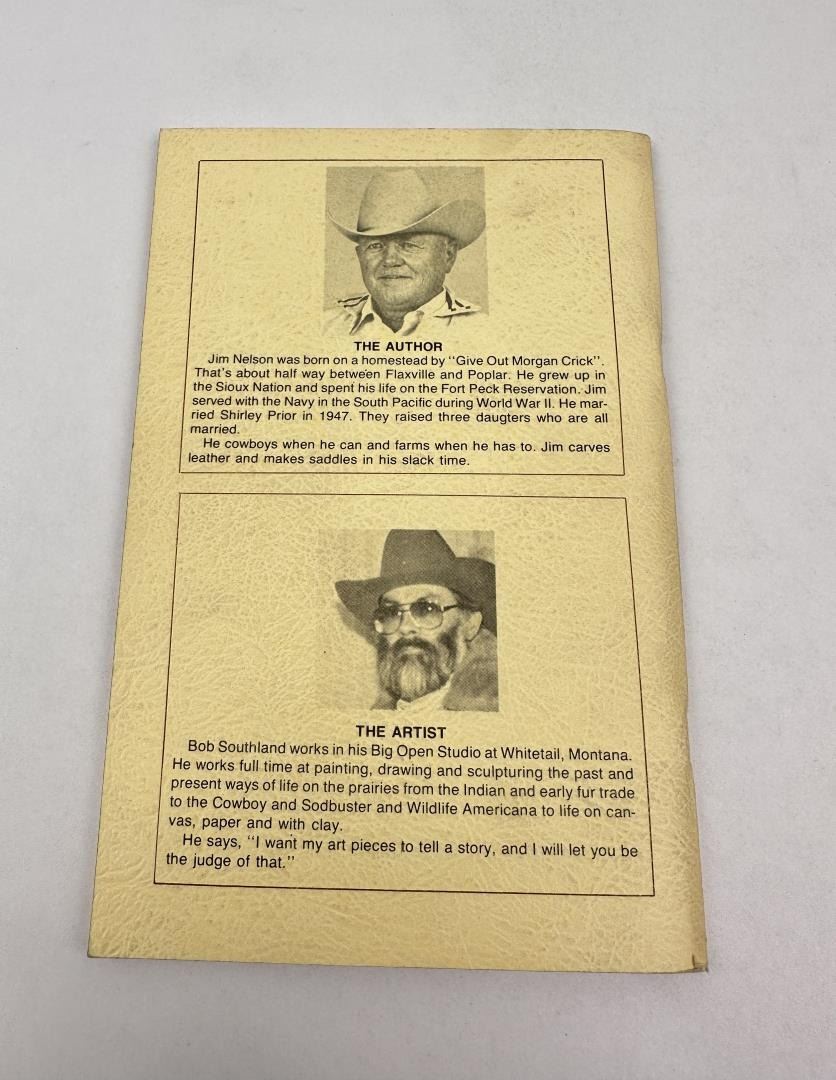 THE AUTHOR
Jim Nelson was born on a homestead by "Give Out Morgan Crick".
That's about half way between Flaxville and Poplar. He grew up in
the Sioux Nation and spent his life on the Fort Peck Reservation. Jim
served with the Navy in the South Pacific during World War II. He mar-
ried Shirley Prior in 1947. They raised three daugters who are all
married.
He cowboys when he can and farms when he has to. Jim carves
leather and makes saddles in his slack time.
THE ARTIST
Bob Southland works in his Big Open Studio at Whitetail, Montana.
He works full time at painting, drawing and sculpturing the past and
present ways of life on the prairies from the Indian and early fur trade
to the Cowboy and Sodbuster and Wildlife Americana to life on can-
vas, paper and with clay.
He says, "I want my art pieces to tell a story, and I will let you be
the judge of that."